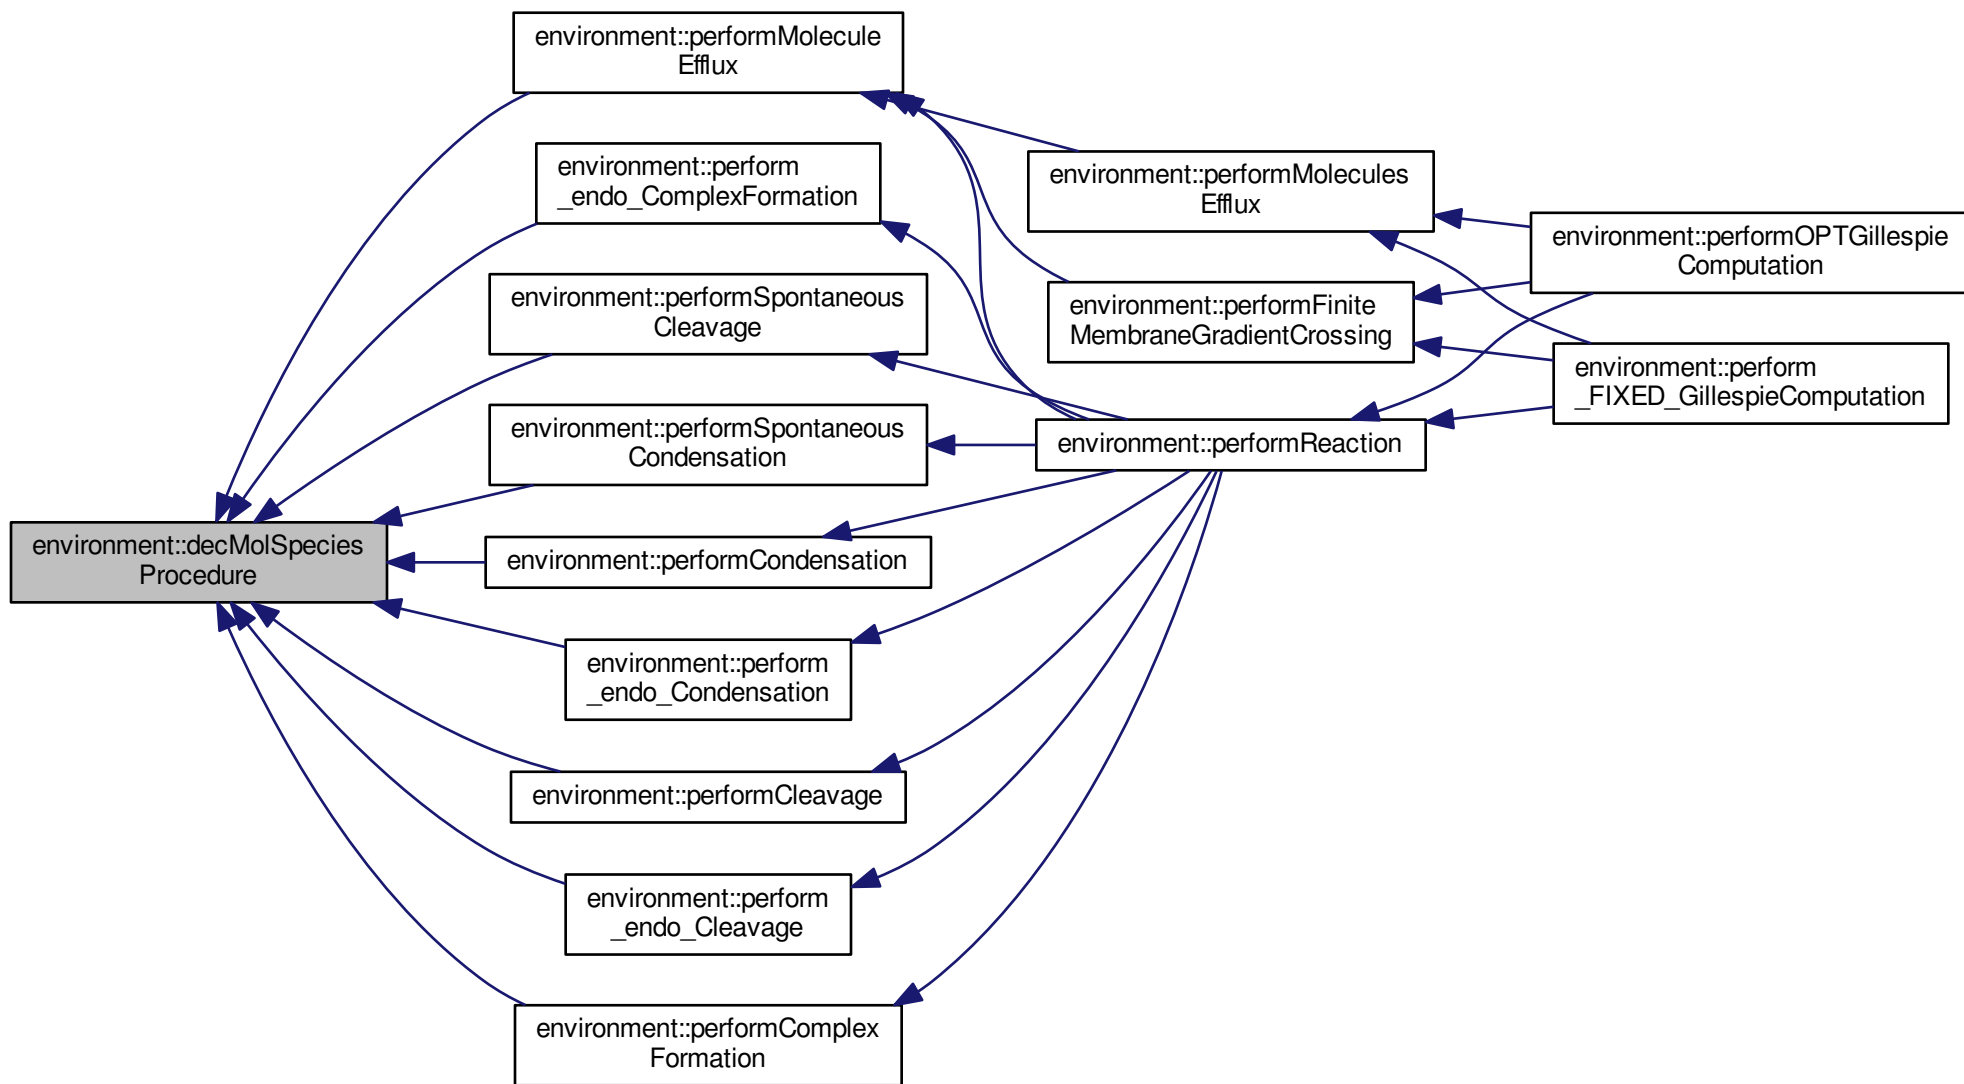 environment::performMolecule
Efflux
environment::perform
_endo_ComplexFormation
environment::performSpontaneous
Cleavage
environment::performSpontaneous
Condensation
environment::decMolSpecies
Procedure
environment::performCondensation
environment::perform
_endo_Condensation
environment::performCleavage
environment::perform
_endo_Cleavage
environment::performComplex
Formation
environment::performMolecules
Efflux
environment::performFinite
MembraneGradientCrossing
environment::performReaction
environment::performOPTGillespie
Computation
environment::perform
_FIXED_GillespieComputation